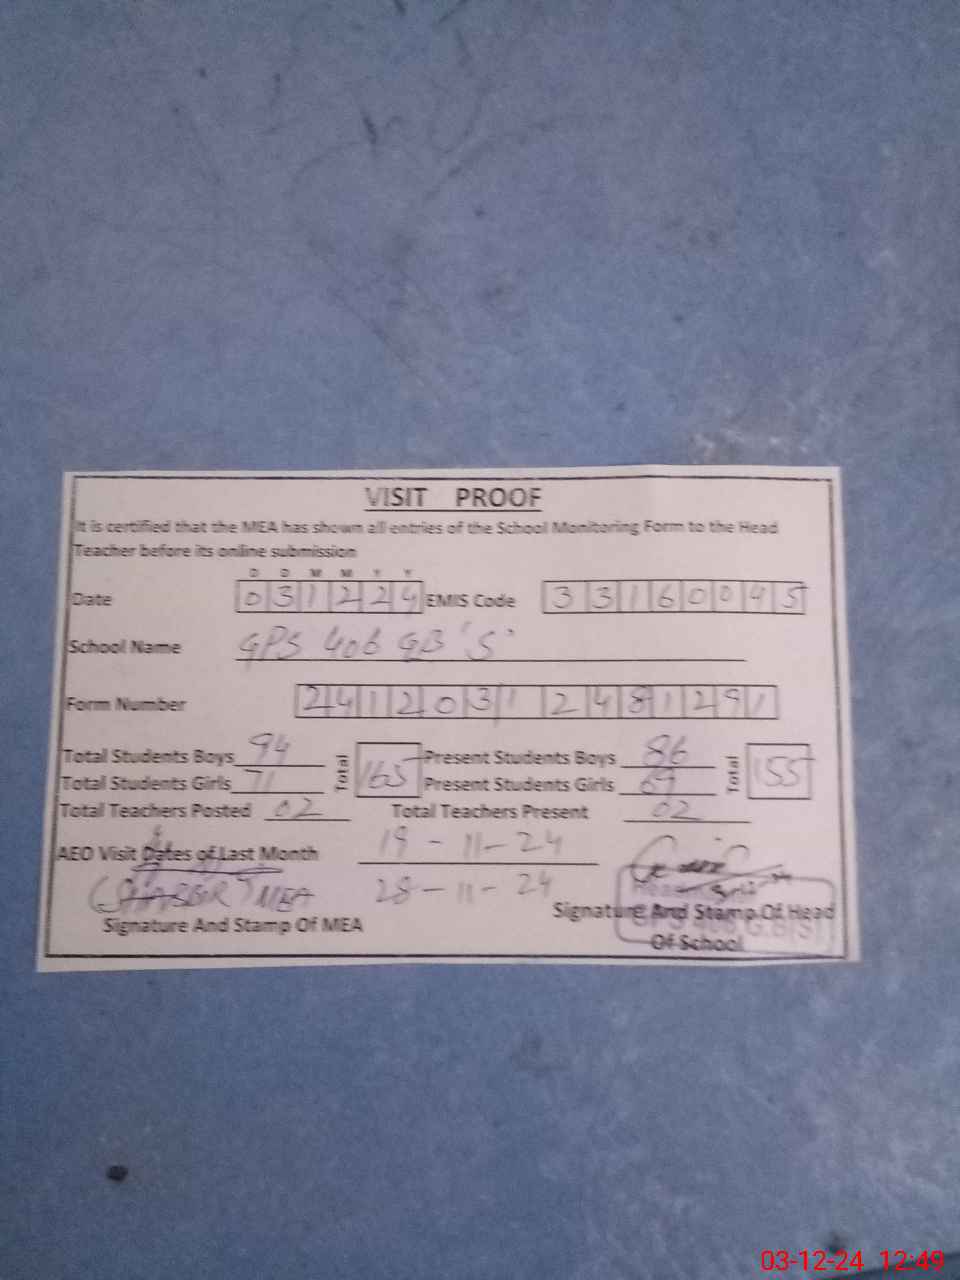 VISIT PROOF
It is certified that the MEA has shown all entries of the School Monitoring Form to the Head
Teacher before its online submission
D D M M Y Y
Date 031224 EMIS Code 33160045
School Name GPS 406 GB 'S'
Form Number 2412031 2481291
Total Students Boys 94 Total 165 Present Students Boys 86 Total 155
Total Students Girls 71 Present Students Girls 69
Total Teachers Posted 02 Total Teachers Present 02
AEO Visit Dates of Last Month 19-11-24
(SHABBIR) MEA 28-11-24
Signature And Stamp Of MEA
Signature And Stamp Of Head
Of School
03-12-24 12:49